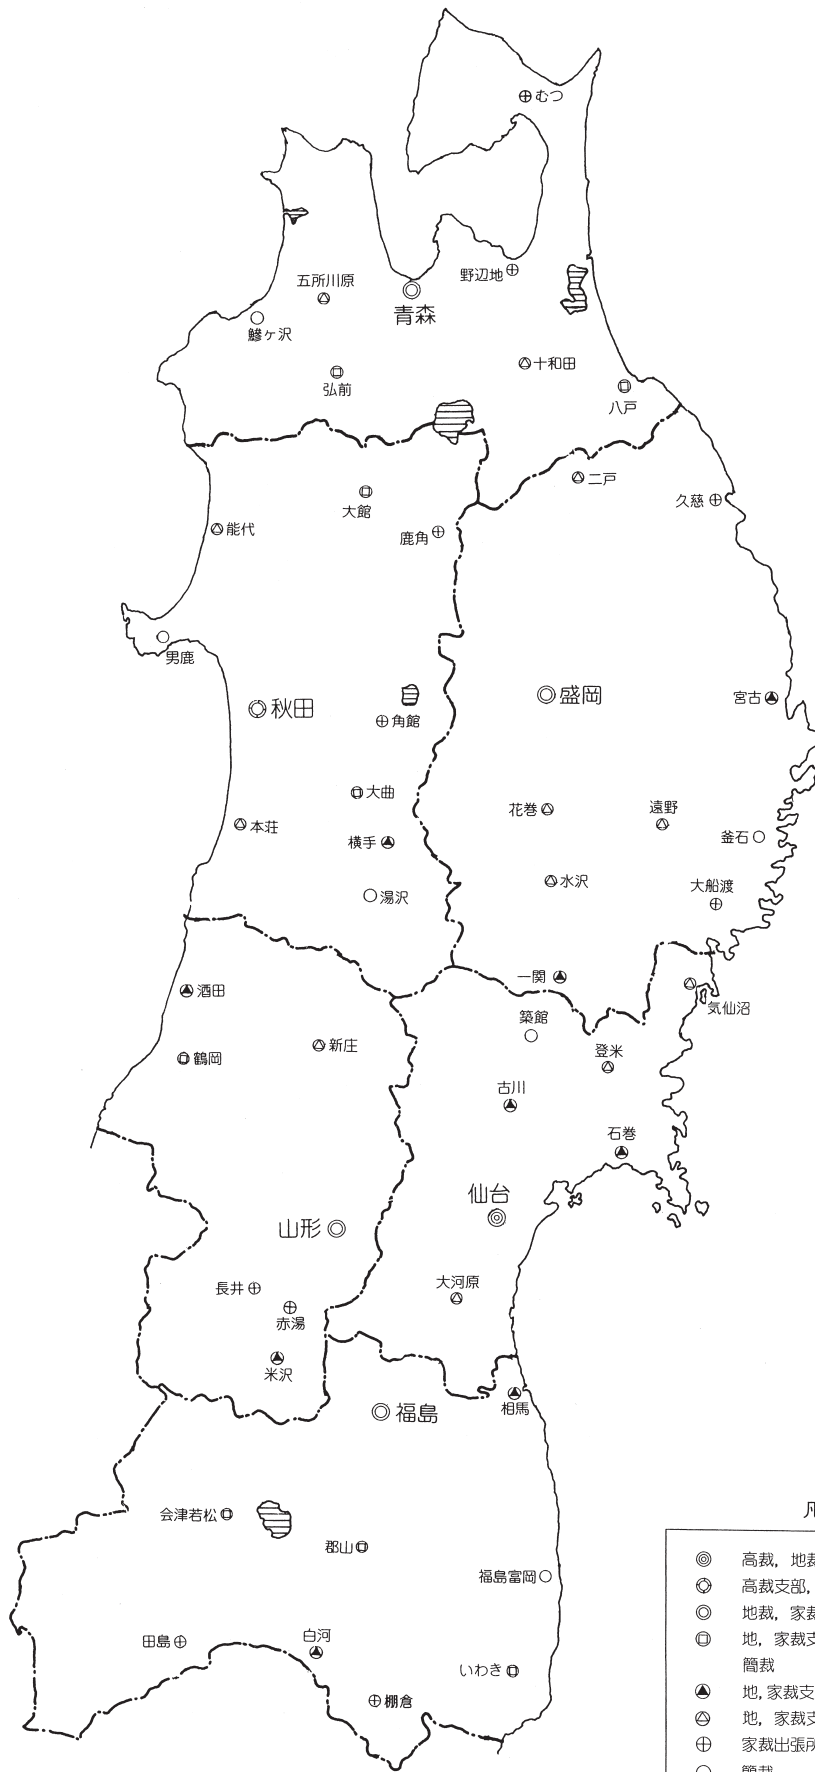 むつ
野辺地
五所川原
青森
鰺ヶ沢
十和田
弘前
八戸
二戸
大館
久慈
能代
鹿角
男鹿
秋田
盛岡
宮古
角館
大曲
花巻
遠野
本荘
横手
釜石
水沢
大船渡
湯沢
一関
酒田
気仙沼
築館
新庄
登米
鶴岡
古川
石巻
仙台
山形
長井
大河原
赤湯
米沢
相馬
福島
会津若松
郡山
福島富岡
田島
白河
いわき
棚倉
高裁，地裁
高裁支部，
地裁，家裁
地，家裁支
簡裁
地，家裁支
地，家裁支
家裁出張所
簡裁